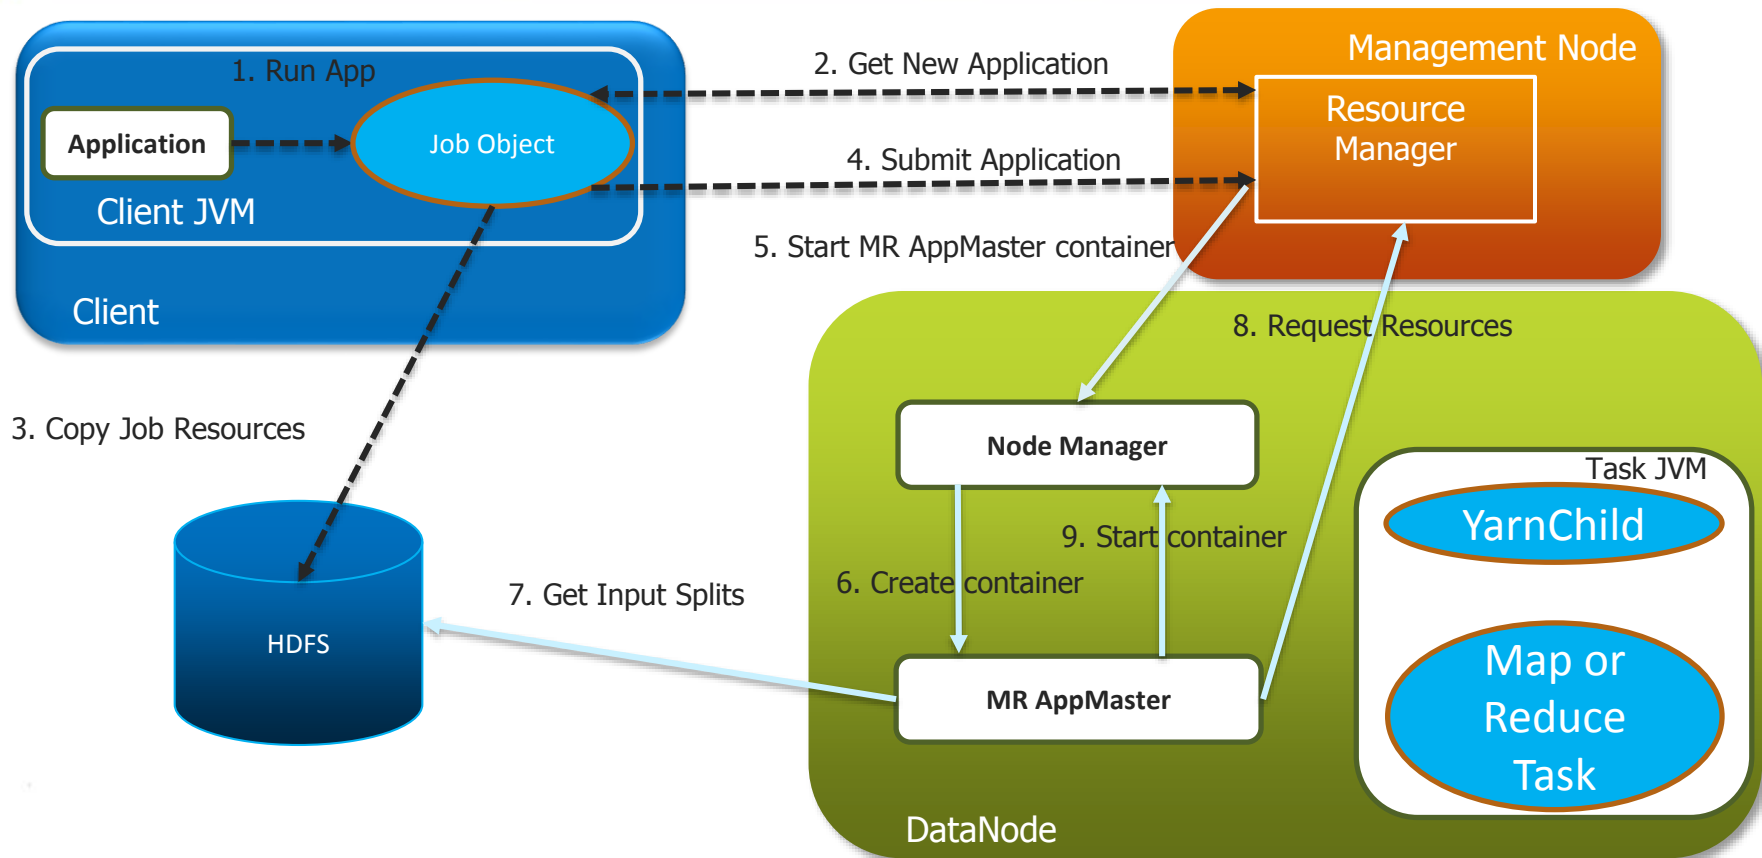 1. Run App
Application
Job Object
Client JVM
Client
2. Get New Application
4. Submit Application
Management Node
Resource
Manager
5. Start MR AppMaster container
8. Request Resources
3. Copy Job Resources
HDFS
7. Get Input Splits
Node Manager
9. Start container
6. Create container
MR AppMaster
DataNode
Task JVM
YarnChild
Map or
Reduce
Task